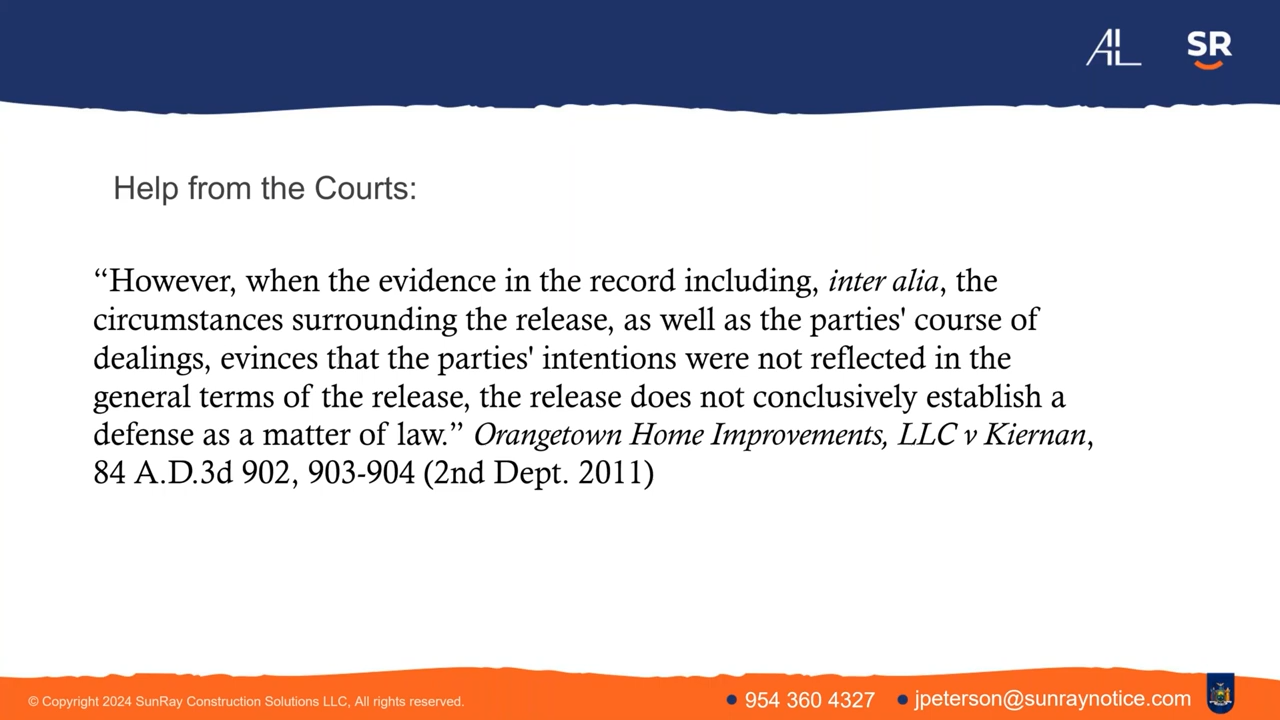 SR
Help from the Courts:
“However, when the evidence in the record including, inter alia, the
circumstances surrounding the release, as well as the parties' course of
dealings, evinces that the parties' intentions were not reflected in the
general terms of the release, the release does not conclusively establish a
defense as a matter of law.” Orangetown Home Improvements, LLC v Kiernan,
84 A.D.3d 902, 903-904 (2nd Dept. 2011)
© Copyright 2024 SunRay Construction Solutions LLC, All rights reserved.
• 954 360 4327 • jpeterson@sunraynotice.com